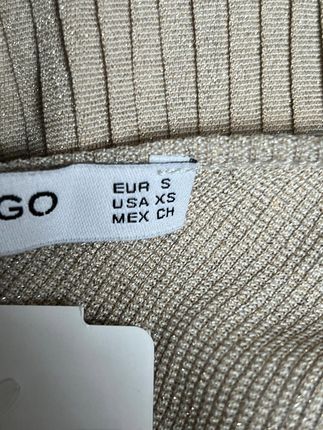 GO
EUR S
USA XS
MEX CH